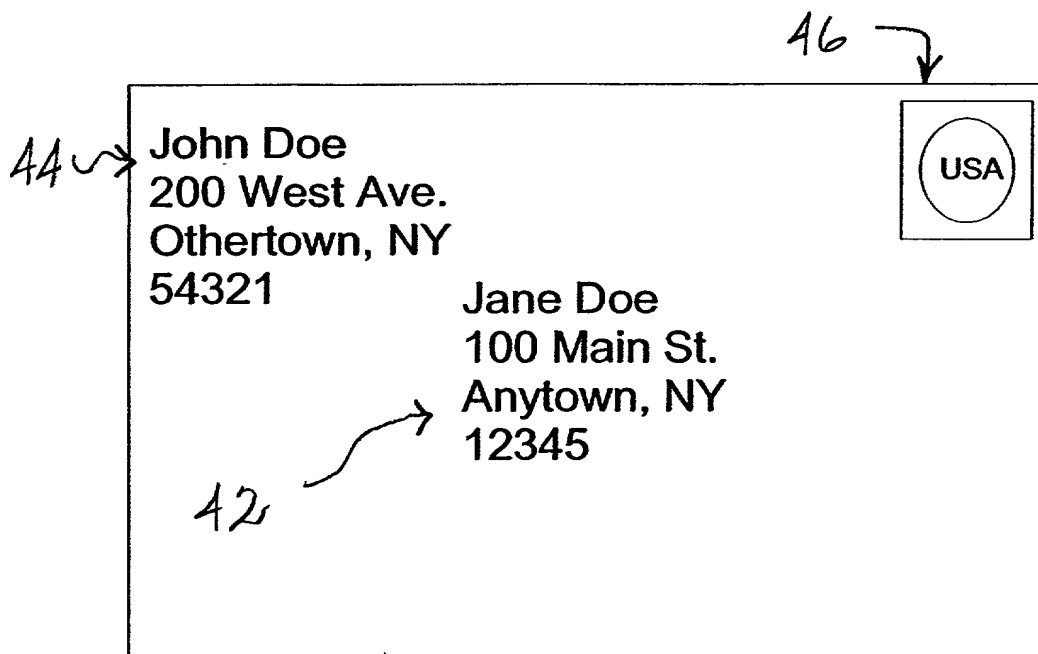 46
44
John Doe
200 West Ave.
Othertown, NY
54321
USA
Jane Doe
100 Main St.
Anytown, NY
12345
42